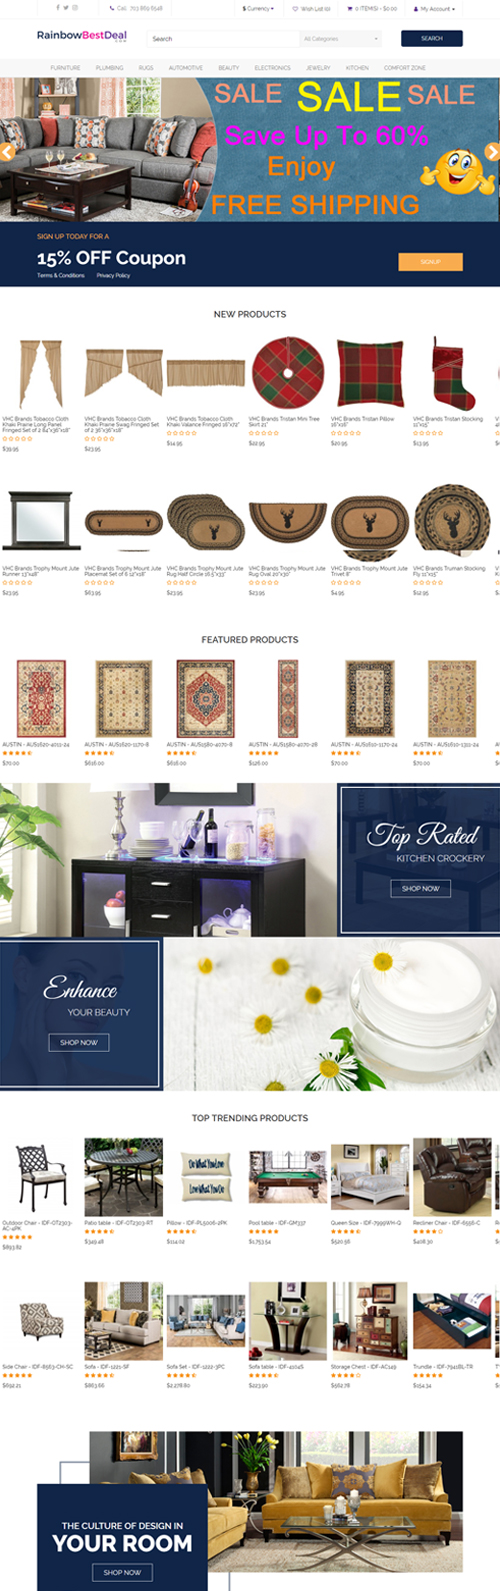 Call: 713 869 6548
$ Currency
Wish List (0)
0 ITEM(S) - $0.00
My Account
RainbowBestDeal
.COM
Search
All Categories
SEARCH
FURNITURE PLUMBING RUGS AUTOMOTIVE BEAUTY ELECTRONICS JEWELRY KITCHEN COMFORT ZONE
SALE SALE SALE
Save Up To 60%
Enjoy
FREE SHIPPING
SIGN UP TODAY FOR A
15% OFF Coupon
Terms & Conditions Privacy Policy
SIGNUP
NEW PRODUCTS
VHC Brands Tobacco Cloth
Khaki Prairie Long Panel
Fringed Set of 2 84"x36"x18"
$39.95
VHC Brands Tobacco Cloth
Khaki Prairie Swag Fringed Set
of 2 36"x36"x18"
$23.95
VHC Brands Tobacco Cloth
Khaki Valance Fringed 16"x72"
$14.95
VHC Brands Tristan Mini Tree
Skirt 21"
$22.95
VHC Brands Tristan Pillow
16"x16"
$20.95
VHC Brands Tristan Stocking
11"x15"
$13.95
VHC Brands Trophy Mount Jute
Runner 13"x48"
$23.95
VHC Brands Trophy Mount Jute
Placemat Set of 6 12"x18"
$63.95
VHC Brands Trophy Mount Jute
Rug Half Circle 16.5"x33"
$23.95
VHC Brands Trophy Mount Jute
Rug Oval 20"x30"
$23.95
VHC Brands Trophy Mount Jute
Trivet 8"
$4.95
VHC Brands Truman Stocking
Fly 11"x15"
$13.95
FEATURED PRODUCTS
AUSTIN - AUS1620-4011-24
$70.00
AUSTIN - AUS1620-1170-8
$616.00
AUSTIN - AUS1580-4070-8
$616.00
AUSTIN - AUS1580-4070-28
$126.00
AUSTIN - AUS1610-1170-24
$70.00
AUSTIN - AUS1610-1311-24
$70.00
Top Rated
KITCHEN CROCKERY
SHOP NOW
Enhance
YOUR BEAUTY
SHOP NOW
TOP TRENDING PRODUCTS
Do What You Love
Love What You Do
Outdoor Chair - IDF-OT2303-
AC-4PK
$893.82
Patio table - IDF-OT2303-RT
$349.48
Pillow - IDF-PL5006-2PK
$114.02
Pool table - IDF-GM337
$1,753.54
Queen Size - IDF-7999WH-Q
$520.56
Recliner Chair - IDF-6556-C
$408.30
Side Chair - IDF-8563-CH-SC
$692.21
Sofa - IDF-1221-SF
$863.66
Sofa Set - IDF-1222-3PC
$2,278.80
Sofa table - IDF-4104S
$223.90
Storage Chest - IDF-AC149
$562.78
Trundle - IDF-7941BL-TR
$154.34
THE CULTURE OF DESIGN IN
YOUR ROOM
SHOP NOW